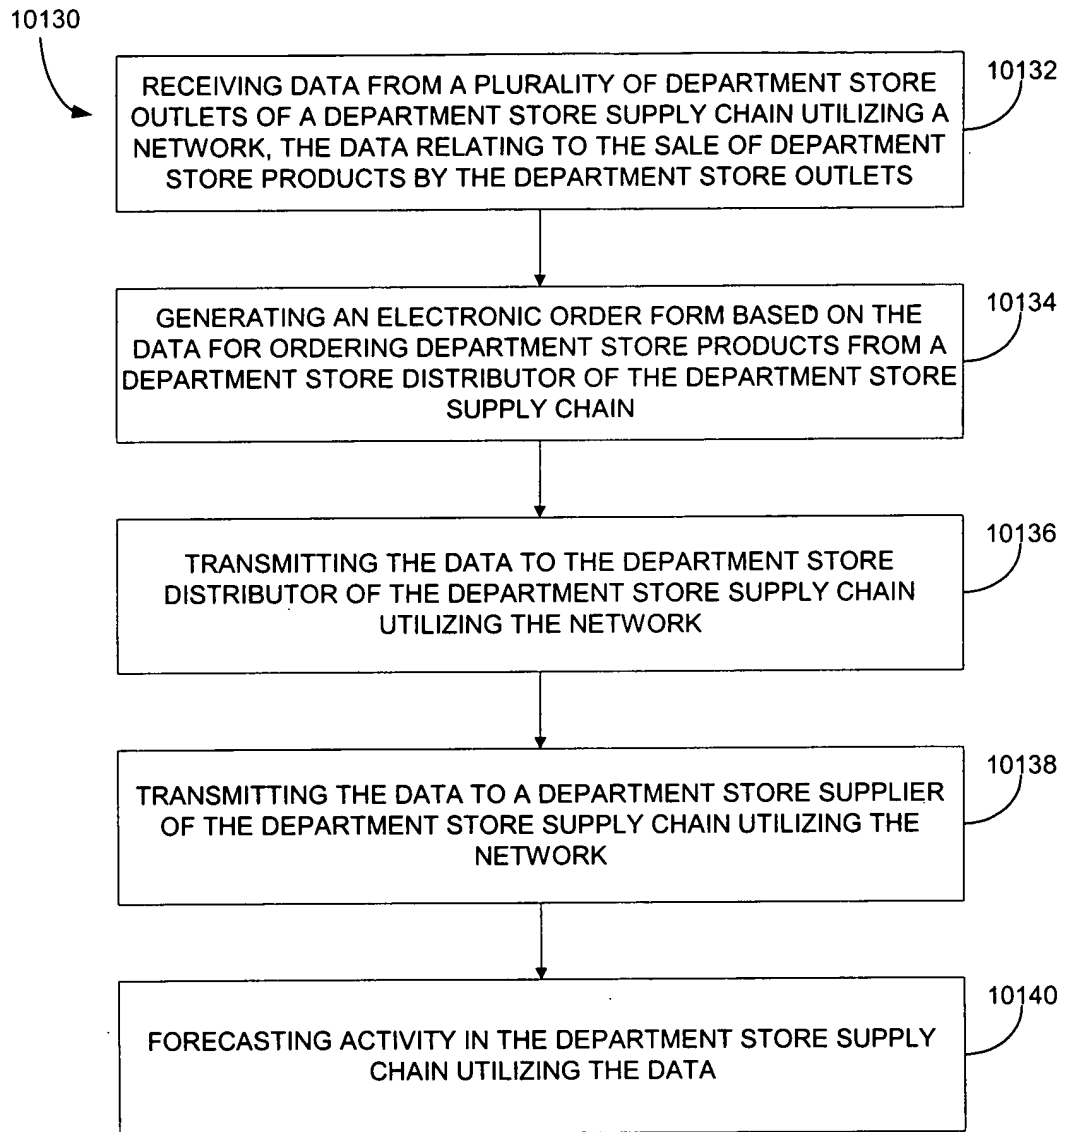 10130
RECEIVING DATA FROM A PLURALITY OF DEPARTMENT STORE
OUTLETS OF A DEPARTMENT STORE SUPPLY CHAIN UTILIZING A
NETWORK, THE DATA RELATING TO THE SALE OF DEPARTMENT
STORE PRODUCTS BY THE DEPARTMENT STORE OUTLETS
10132
GENERATING AN ELECTRONIC ORDER FORM BASED ON THE
DATA FOR ORDERING DEPARTMENT STORE PRODUCTS FROM A
DEPARTMENT STORE DISTRIBUTOR OF THE DEPARTMENT STORE
SUPPLY CHAIN
10134
TRANSMITTING THE DATA TO THE DEPARTMENT STORE
DISTRIBUTOR OF THE DEPARTMENT STORE SUPPLY CHAIN
UTILIZING THE NETWORK
10136
TRANSMITTING THE DATA TO A DEPARTMENT STORE SUPPLIER
OF THE DEPARTMENT STORE SUPPLY CHAIN UTILIZING THE
NETWORK
10138
FORECASTING ACTIVITY IN THE DEPARTMENT STORE SUPPLY
CHAIN UTILIZING THE DATA
10140